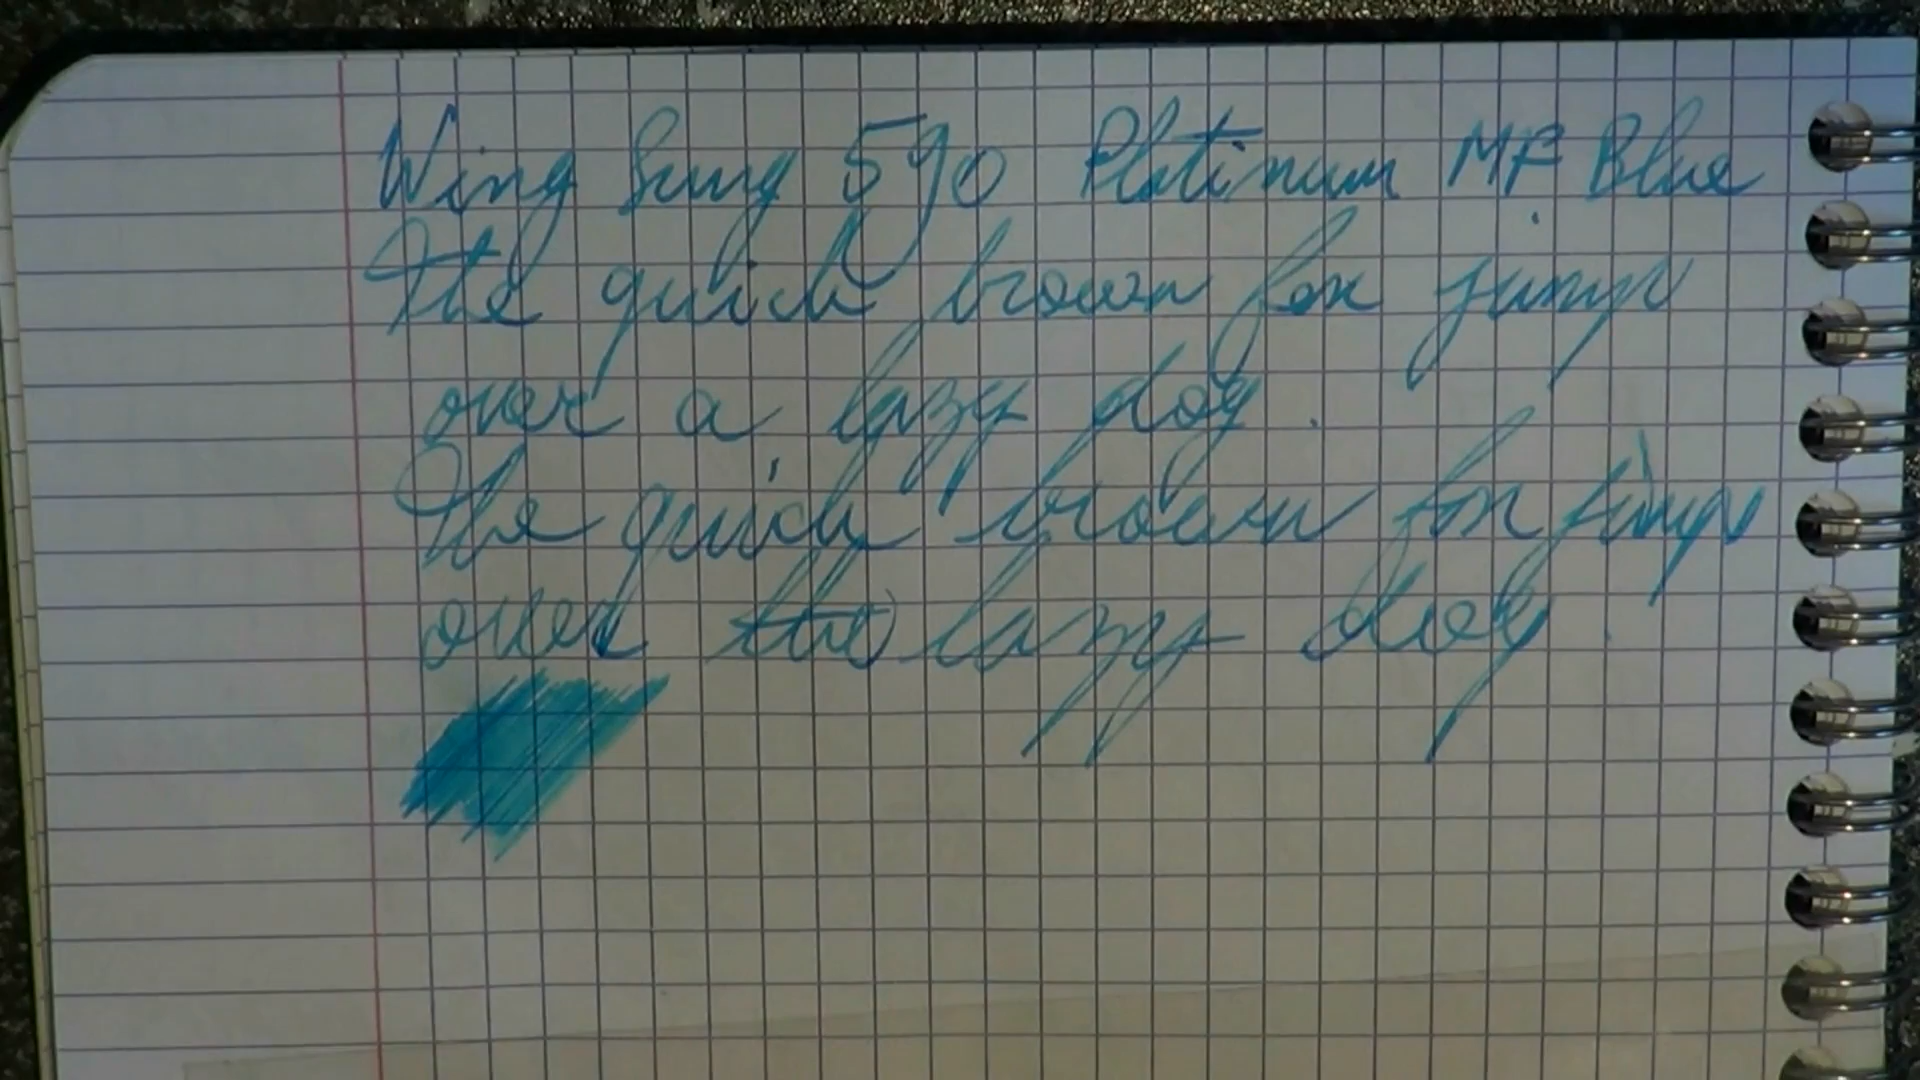 Wing Sung 590 Platinum MF Blue
The quick brown fox jump
over a lazy dog.
The quick brown fox jumps
over the lazy dog.